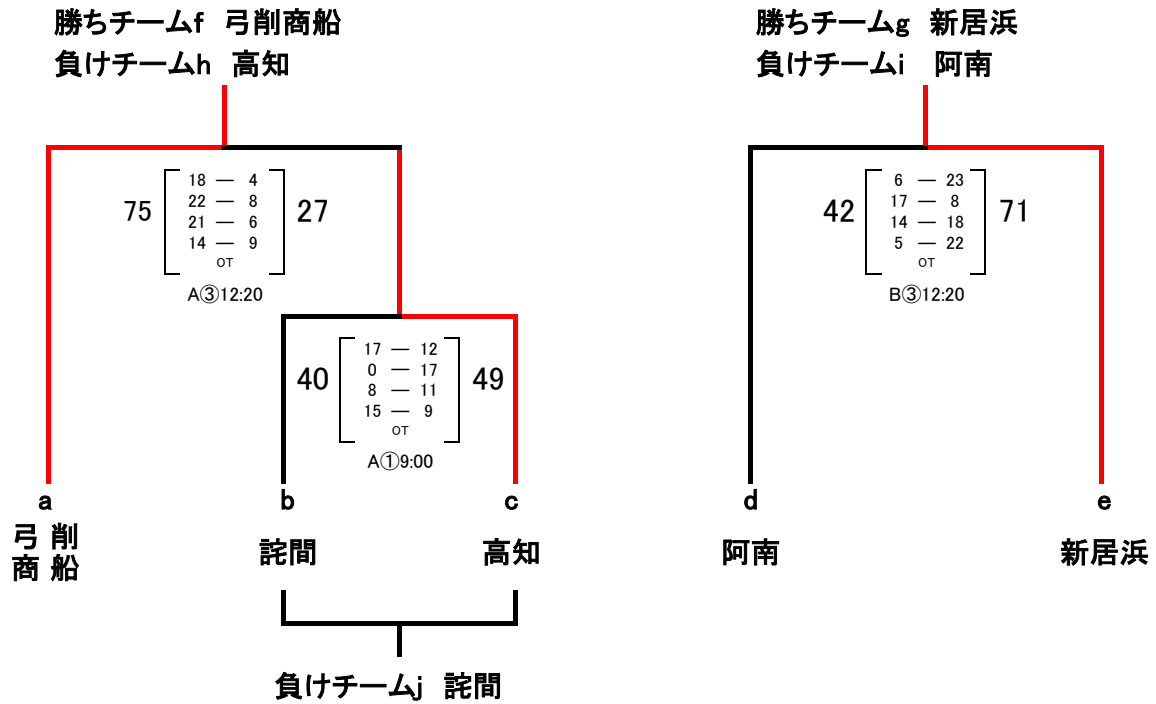 勝ちチームf 弓削商船
負けチームh 高知
75
18 — 4
22 — 8
21 — 6
14 — 9
OT
27
A③12:20
40
17 — 12
0 — 17
8 — 11
15 — 9
OT
49
A①9:00
a
b
c
弓 削
商 船
詫間
高知
負けチームj 詫間
勝ちチームg 新居浜
負けチームi 阿南
42
6 — 23
17 — 8
14 — 18
5 — 22
OT
71
B③12:20
d
e
阿南
新居浜